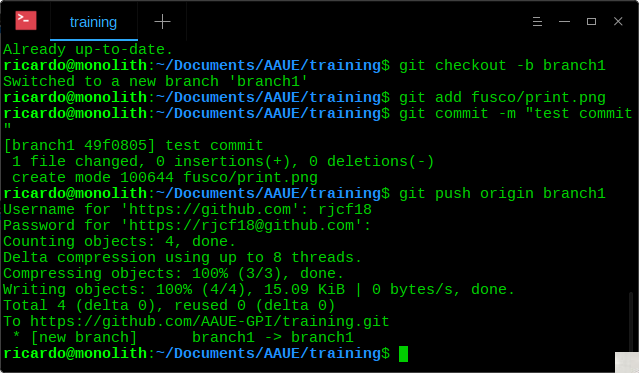 training
Already up-to-date.
ricardo@monolith:~/Documents/AAUE/training$ git checkout -b branch1
Switched to a new branch 'branch1'
ricardo@monolith:~/Documents/AAUE/training$ git add fusco/print.png
ricardo@monolith:~/Documents/AAUE/training$ git commit -m "test commit
"
[branch1 49f0805] test commit
 1 file changed, 0 insertions(+), 0 deletions(-)
 create mode 100644 fusco/print.png
ricardo@monolith:~/Documents/AAUE/training$ git push origin branch1
Username for 'https://github.com': rjcf18
Password for 'https://rjcf18@github.com':
Counting objects: 4, done.
Delta compression using up to 8 threads.
Compressing objects: 100% (3/3), done.
Writing objects: 100% (4/4), 15.09 KiB | 0 bytes/s, done.
Total 4 (delta 0), reused 0 (delta 0)
To https://github.com/AAUE-GPI/training.git
 * [new branch]      branch1 -> branch1
ricardo@monolith:~/Documents/AAUE/training$